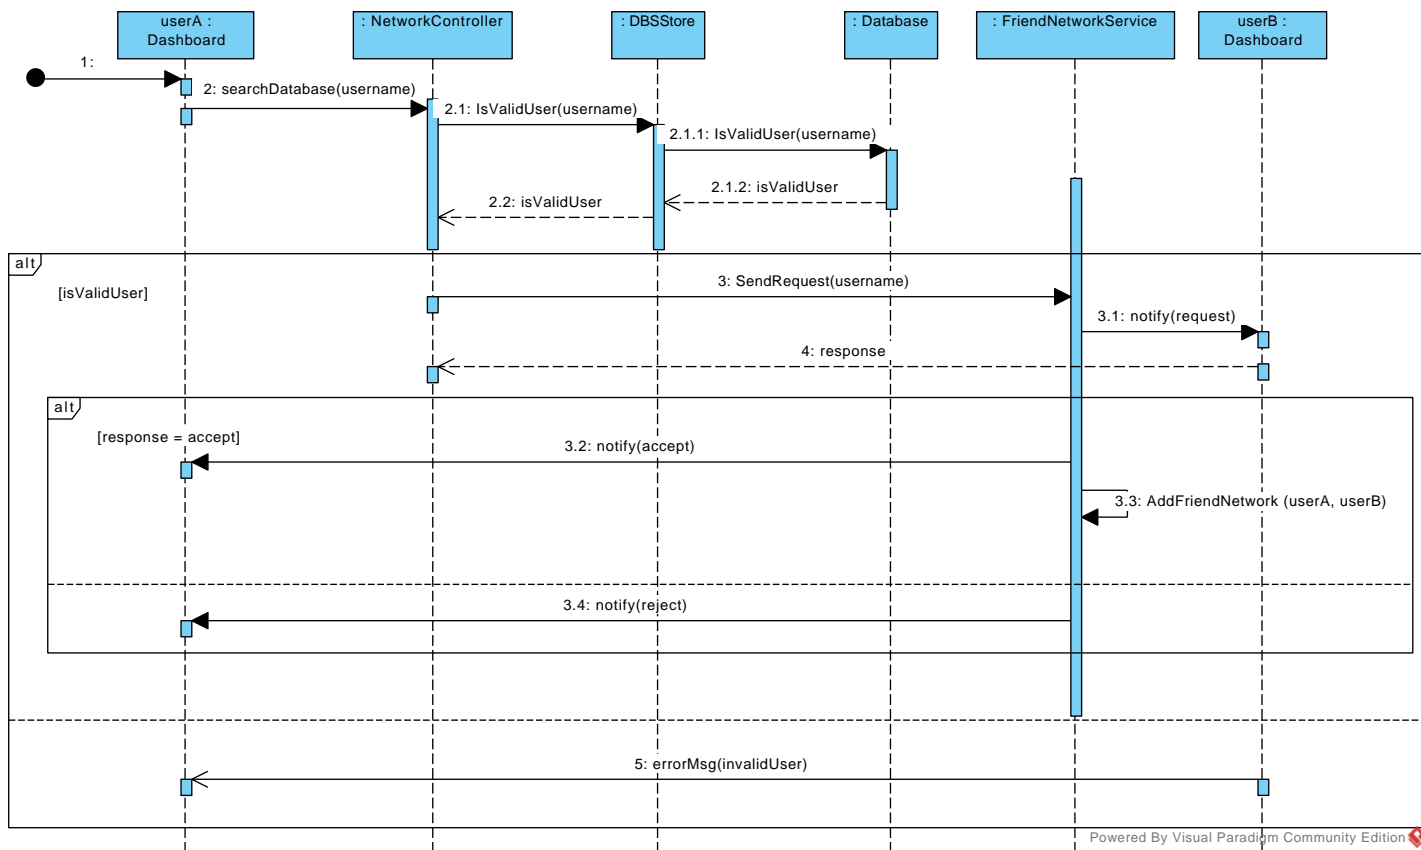 userA :
Dashboard
: NetworkController
: DBSStore
: Database
: FriendNetworkService
userB :
Dashboard
1:
2: searchDatabase(username)
2.1: IsValidUser(username)
2.1.1: IsValidUser(username)
2.1.2: isValidUser
2.2: isValidUser
alt
[isValidUser]
3: SendRequest(username)
3.1: notify(request)
4: response
alt
[response = accept]
3.2: notify(accept)
3.3: AddFriendNetwork (userA, userB)
3.4: notify(reject)
5: errorMsg(invalidUser)
Powered By Visual Paradigm Community Edition